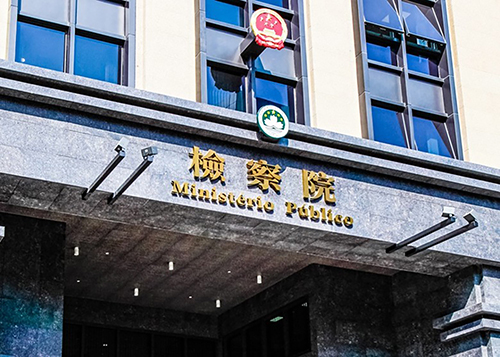 檢察院
Ministério Público